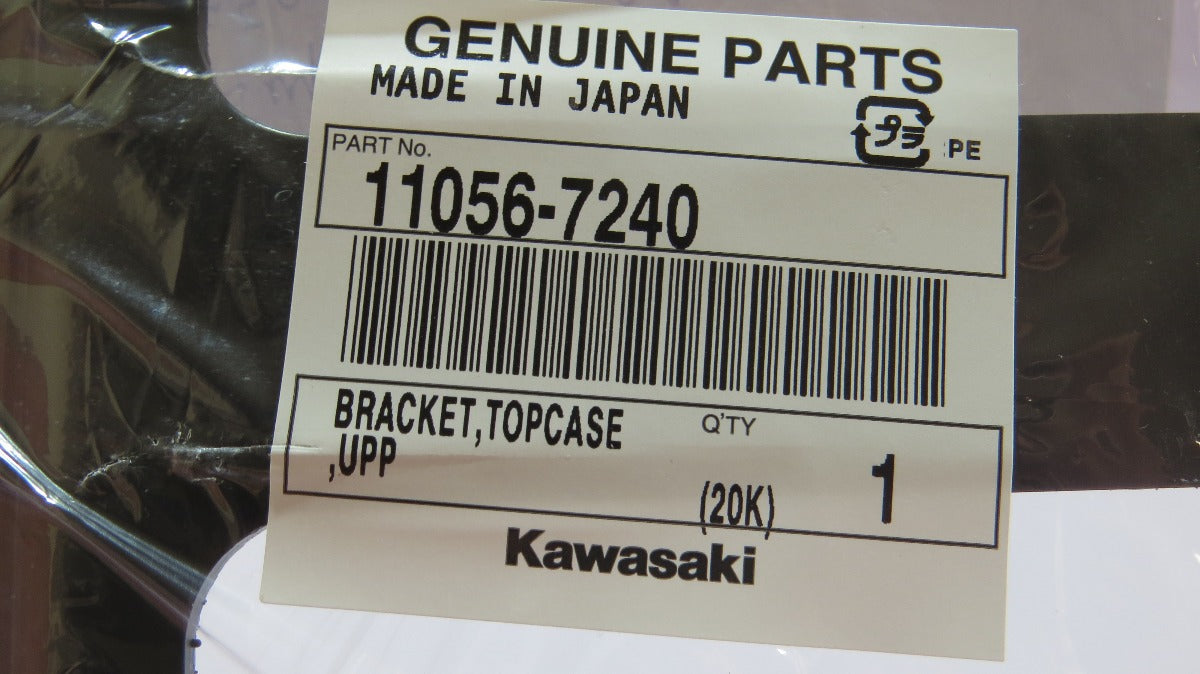 GENUINE PARTS
MADE IN JAPAN
プラ :PE
PART No.
11056-7240
BRACKET,TOPCASE
,UPP
Q'TY
(20K)
1
Kawasaki